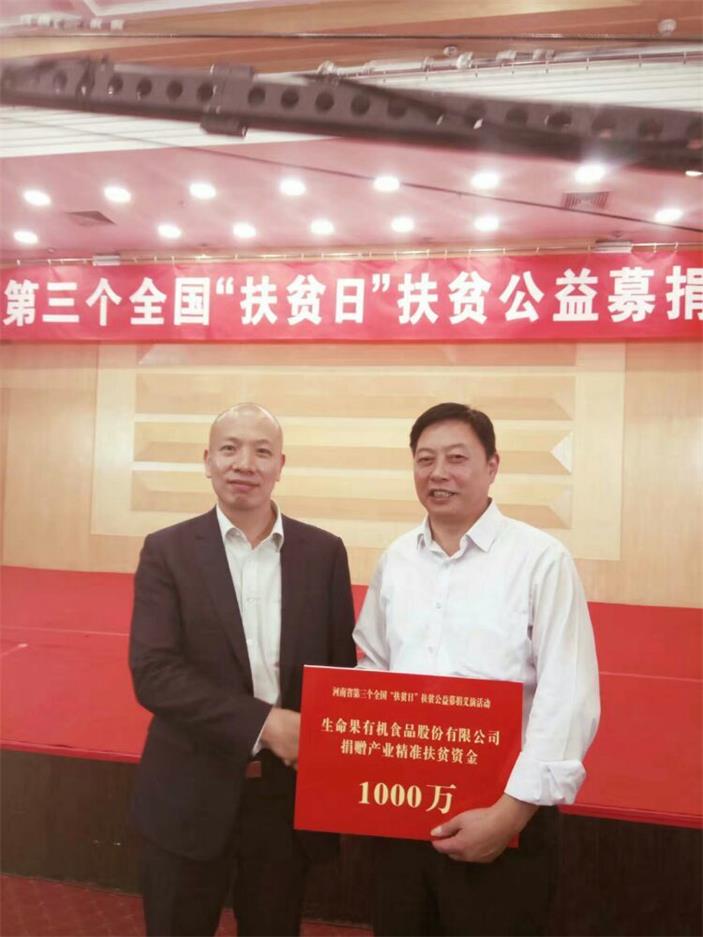 第三个全国“扶贫日”扶贫公益募捐
河南省第三个全国“扶贫日”扶贫公益募捐义演活动
生命果有机食品股份有限公司
捐赠产业精准扶贫资金
1000万